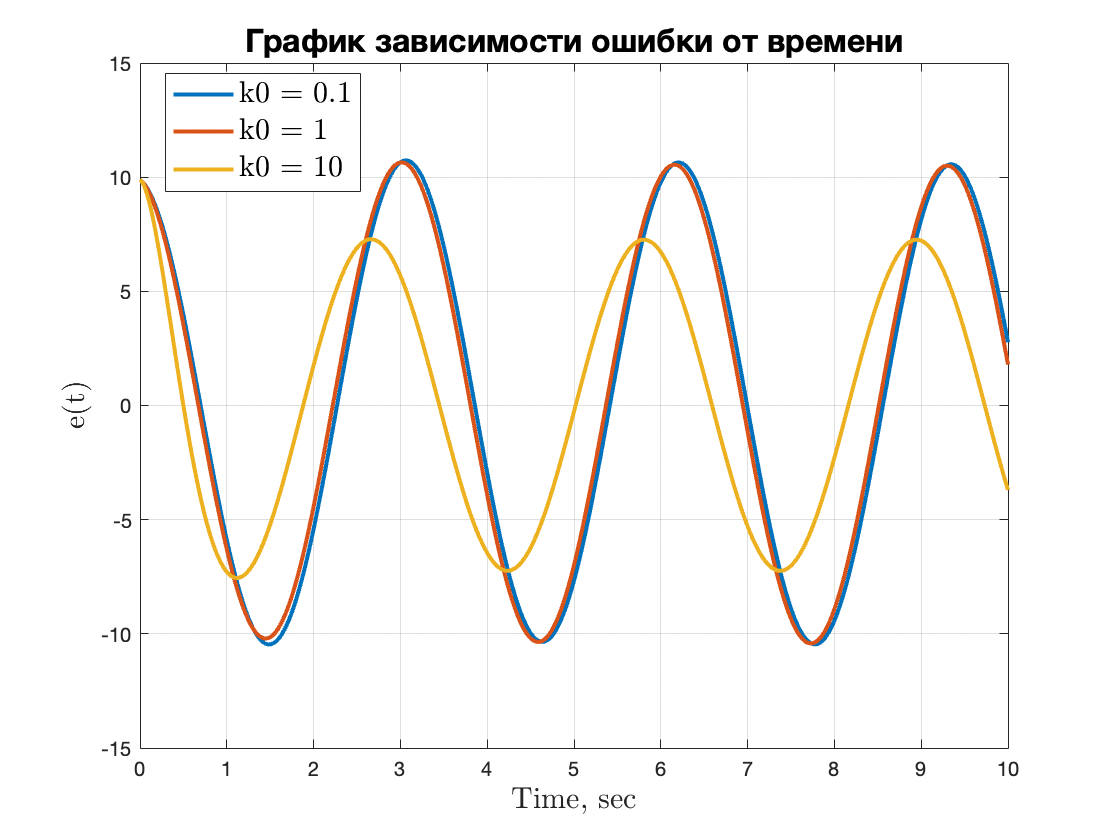 График зависимости ошибки от времени
k0 = 0.1
k0 = 1
k0 = 10
15
10
5
0
-5
-10
-15
e(t)
0 1 2 3 4 5 6 7 8 9 10
Time, sec